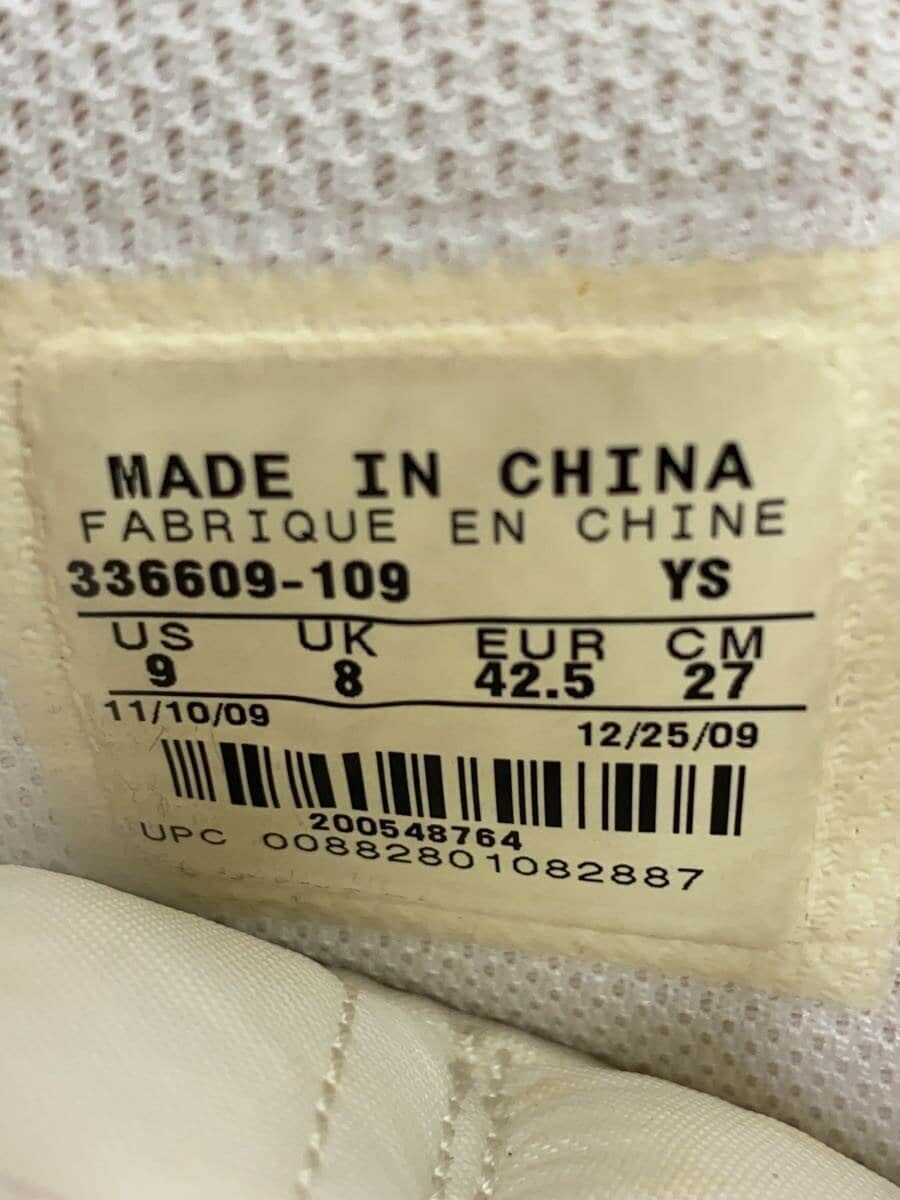 MADE IN CHINA
FABRIQUE EN CHINE
336609-109 YS
US UK EUR CM
9 8 42.5 27
11/10/09 12/25/09
200548764
UPC 00882801082887